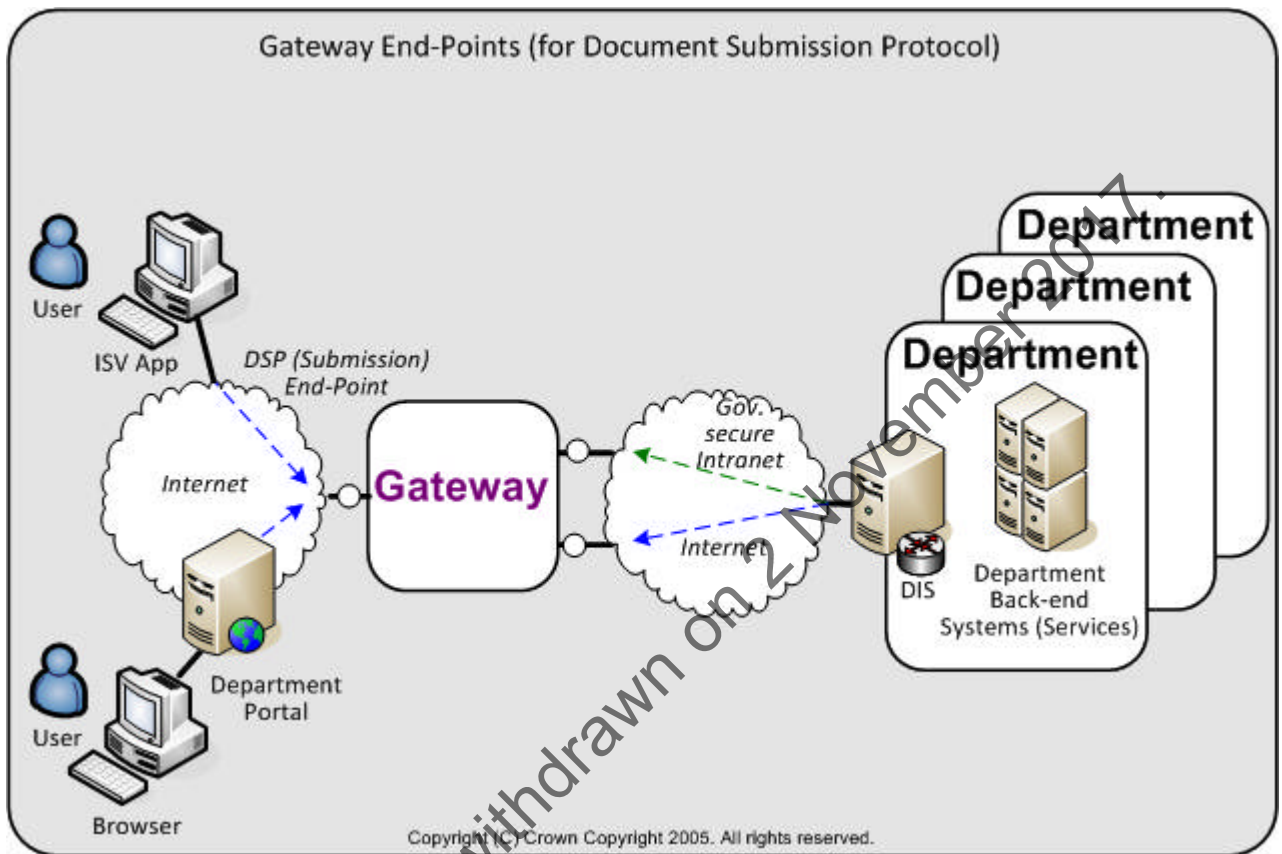 Gateway End-Points (for Document Submission Protocol)
User
ISV App
DSP (Submission)
End-Point
Internet
Gateway
Gov.
secure
Intranet
Internet
Department
Department
Department
DIS
Department
Back-end
Systems (Services)
Department
Portal
User
Browser
withdrawn on 2 November 2017.
Copyright (C) Crown Copyright 2005. All rights reserved.